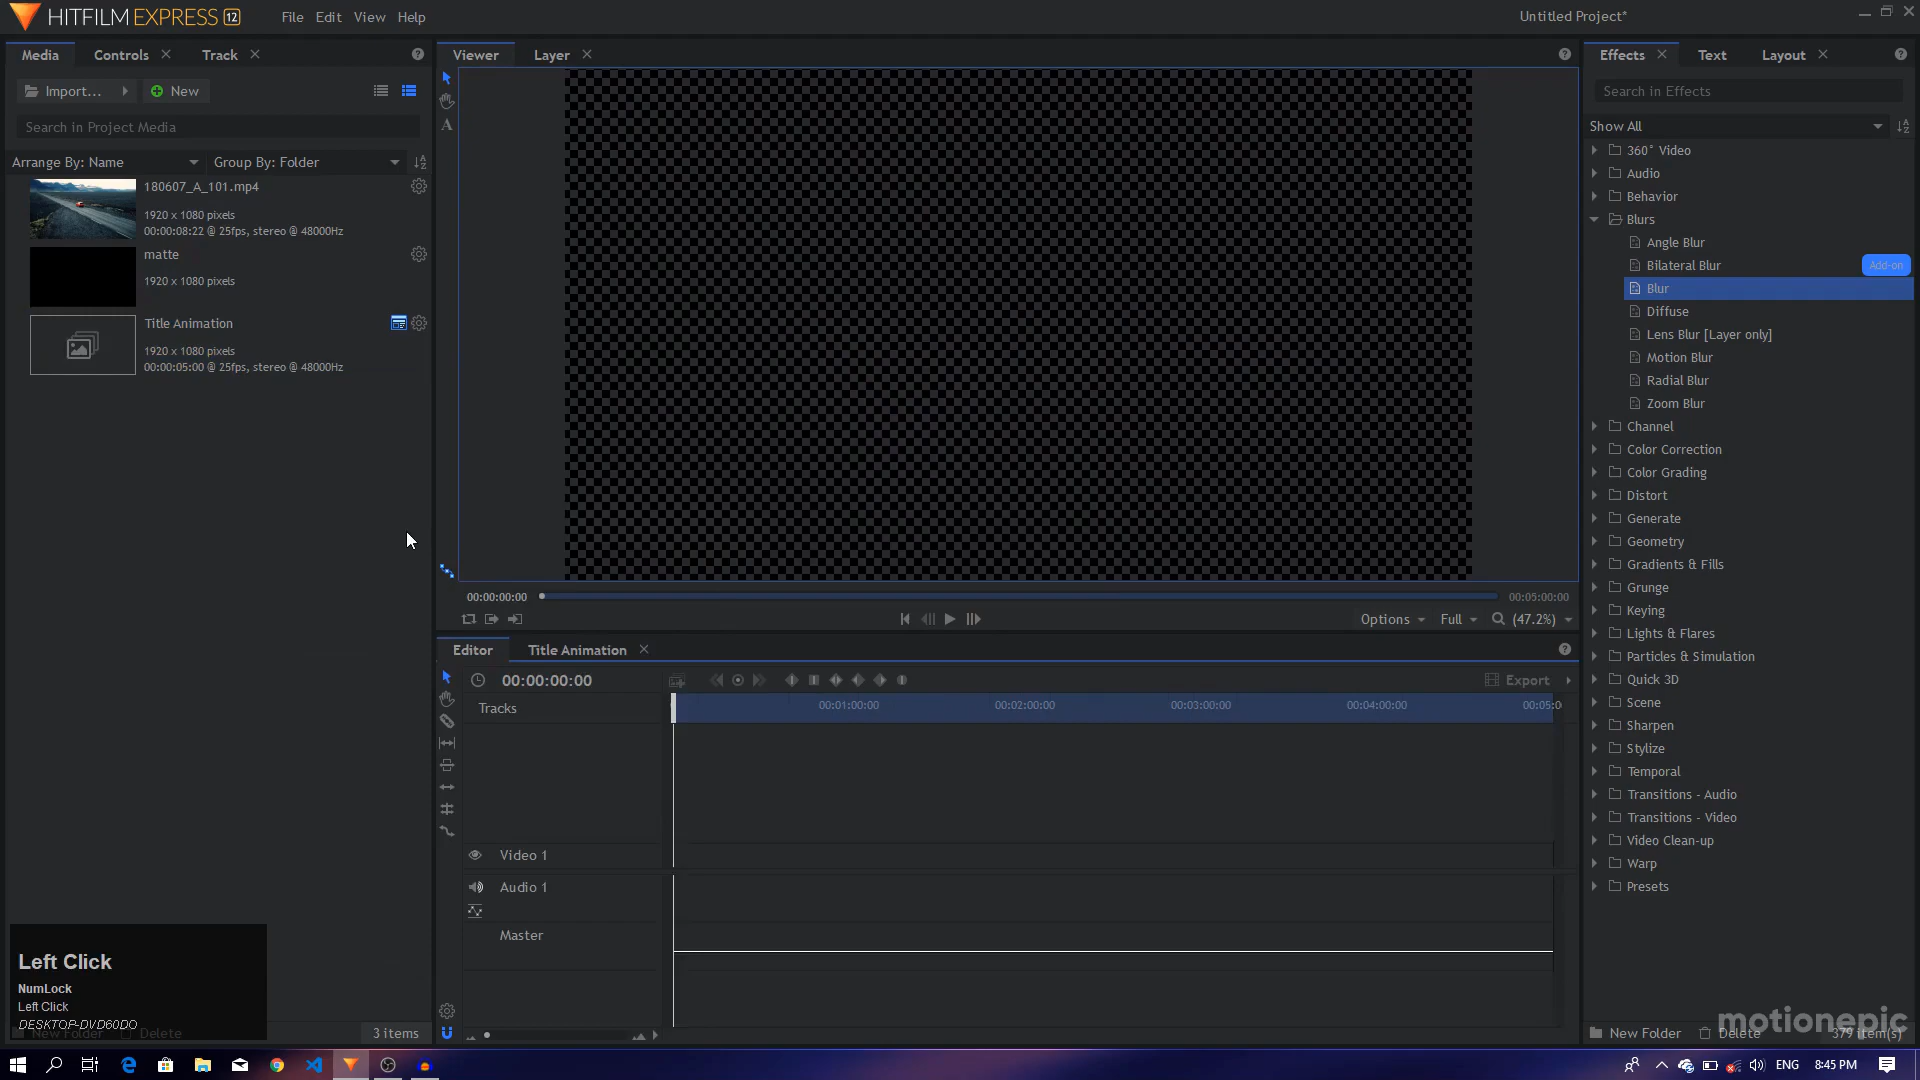 HITFILM EXPRESS 12
File Edit View Help
Untitled Project*
Media Controls Track
Import... New
Search in Project Media
Arrange By: Name Group By: Folder
180607_A_101.mp4
1920 x 1080 pixels
00:00:08:22 @ 25fps, stereo @ 48000Hz
matte
1920 x 1080 pixels
Title Animation
1920 x 1080 pixels
00:00:05:00 @ 25fps, stereo @ 48000Hz
New Folder Delete
3 items
Left Click
NumLock
Left Click
DESKTOP-DVD60DO
Viewer Layer
A
00:00:00:00
00:05:00:00
Options Full (47.2%)
Editor Title Animation
00:00:00:00
Export
Tracks
00:01:00:00 00:02:00:00 00:03:00:00 00:04:00:00 00:05:0
Video 1
Audio 1
Master
Effects Text Layout
Search in Effects
Show All
360° Video
Audio
Behavior
Blurs
Angle Blur
Bilateral Blur Add-on
Blur
Diffuse
Lens Blur [Layer only]
Motion Blur
Radial Blur
Zoom Blur
Channel
Color Correction
Color Grading
Distort
Generate
Geometry
Gradients & Fills
Grunge
Keying
Lights & Flares
Particles & Simulation
Quick 3D
Scene
Sharpen
Stylize
Temporal
Transitions - Audio
Transitions - Video
Video Clean-up
Warp
Presets
motionepic
New Folder Delete 379 item(s)
ENG 8:45 PM